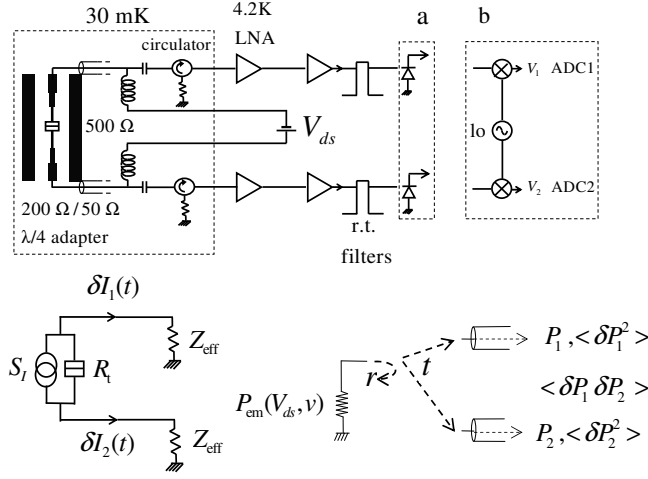 30 mK
4.2K
LNA
a
b
circulator
500 Ω
V_ds
V_1 ADC1
lo
V_2 ADC2
200 Ω/50 Ω
λ/4 adapter
r.t.
filters
δI_1(t)
Z_eff
S_I
R_t
δI_2(t)
Z_eff
P_em(V_ds,ν)
r
t
P_1 ,<δP_1^2>
<δP_1 δP_2>
P_2 ,<δP_2^2>